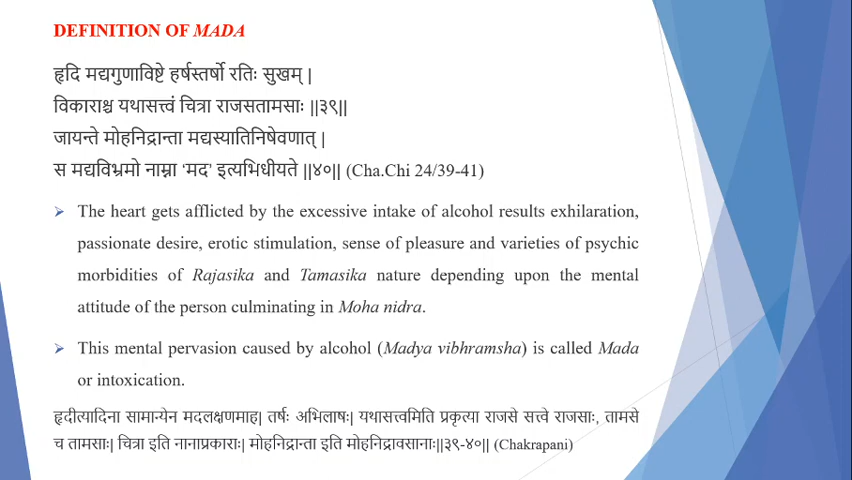 DEFINITION OF MADA
हृदि मद्यगुणाविष्टे हर्षस्तर्षो रतिः सुखम् |
विकाराश्च यथासत्त्वं चित्रा राजसतामसाः ||३९||
जायन्ते मोहनिद्रान्ता मद्यस्यातिनिषेवणात् |
स मद्यविभ्रमो नाम्ना ‘मद’ इत्यभिधीयते ||४०|| (Cha.Chi 24/39-41)
➢ The heart gets afflicted by the excessive intake of alcohol results exhilaration,
passionate desire, erotic stimulation, sense of pleasure and varieties of psychic
morbidities of Rajasika and Tamasika nature depending upon the mental
attitude of the person culminating in Moha nidra.
➢ This mental pervasion caused by alcohol (Madya vibhramsha) is called Mada
or intoxication.
हृदीत्यादिना सामान्येन मदलक्षणमाह| तर्षः अभिलाषः| यथासत्त्वमिति प्रकृत्या राजसे सत्त्वे राजसाः, तामसे
च तामसाः| चित्रा इति नानाप्रकाराः| मोहनिद्रान्ता इति मोहनिद्रावसानाः||३९-४०|| (Chakrapani)